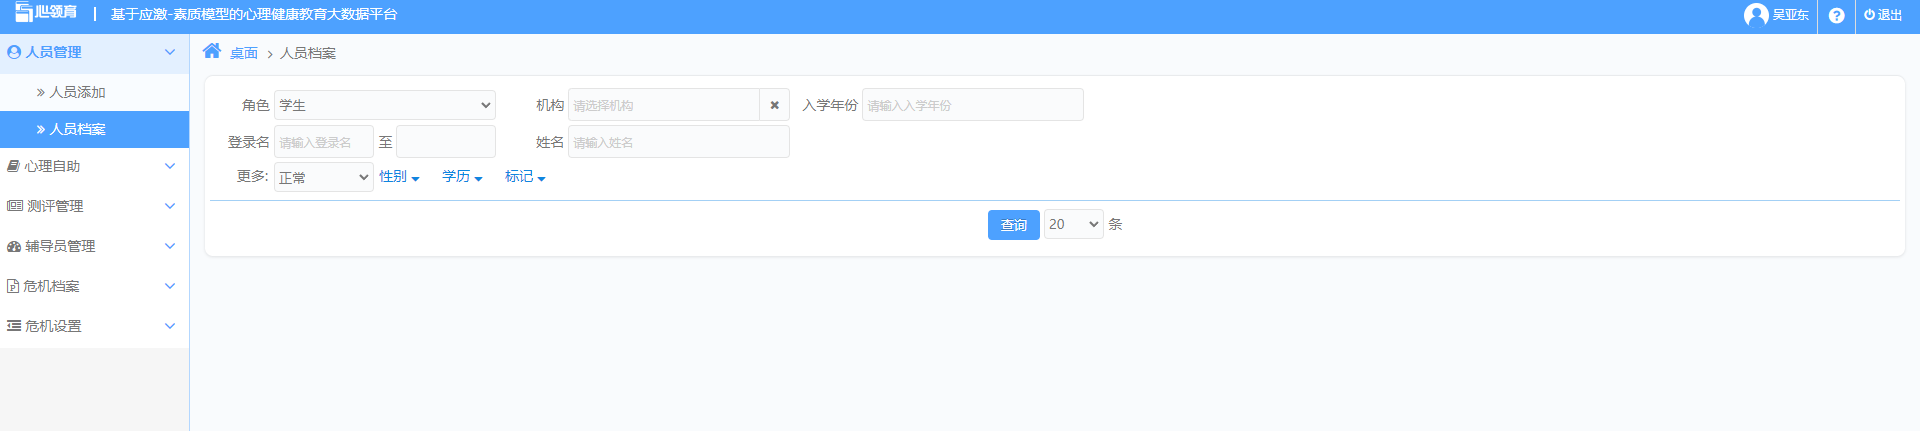 心领育 | 基于应激-素质模型的心理健康教育大数据平台 吴亚东 ? 退出
人员管理
人员添加
人员档案
心理自助
测评管理
辅导员管理
危机档案
危机设置
桌面 > 人员档案
角色 学生 机构 请选择机构 × 入学年份 请输入入学年份
登录名 请输入登录名 至 姓名 请输入姓名
更多: 正常 性别 学历 标记
查询 20 条